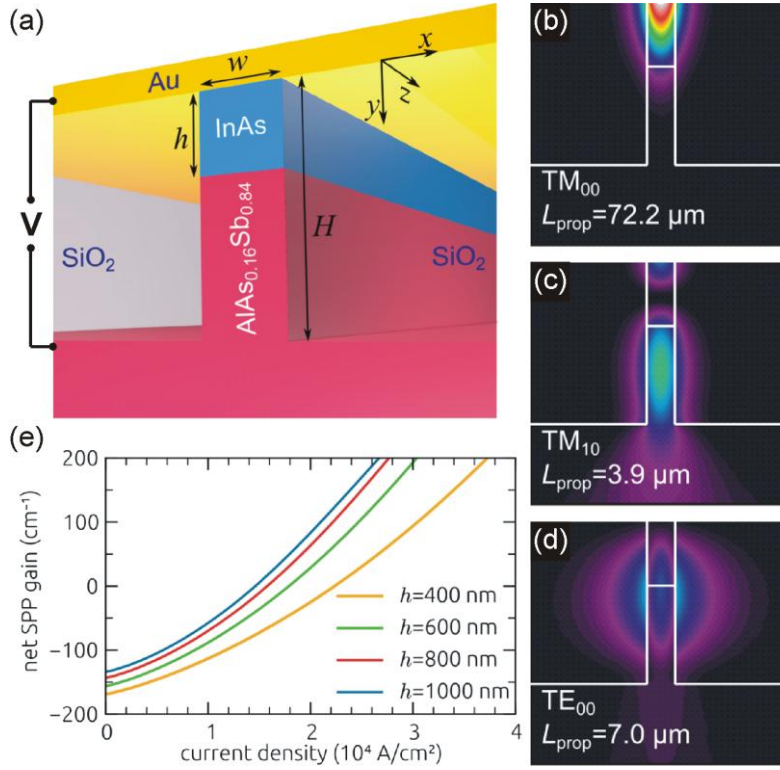 (a)
Au
w
x
y
z
h
InAs
H
V
SiO₂
AlAs₀.₁₆Sb₀.₈₄
SiO₂
(b)
TM₀₀
Lprop=72.2 μm
(c)
TM₁₀
Lprop=3.9 μm
(d)
TE₀₀
Lprop=7.0 μm
(e)
net SPP gain (cm⁻¹)
200
100
0
−100
−200
h=400 nm
h=600 nm
h=800 nm
h=1000 nm
0 1 2 3 4
current density (10⁴ A/cm²)